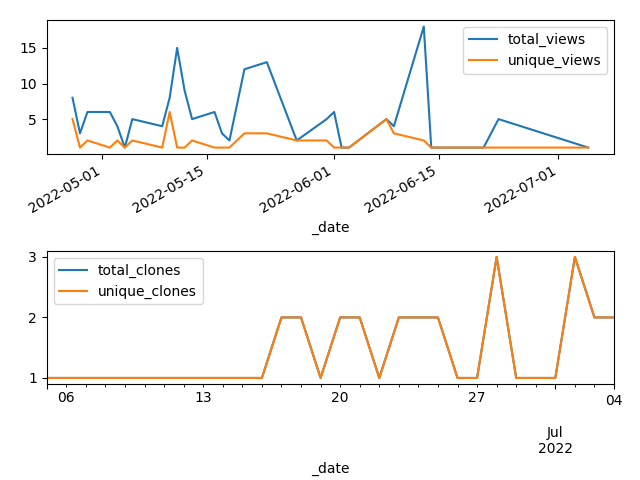 15
10
5
total_views
unique_views
2022-05-01
2022-05-15
2022-06-01
2022-06-15
2022-07-01
_date
3
2
1
total_clones
unique_clones
06
13
20
27
04
Jul
2022
_date